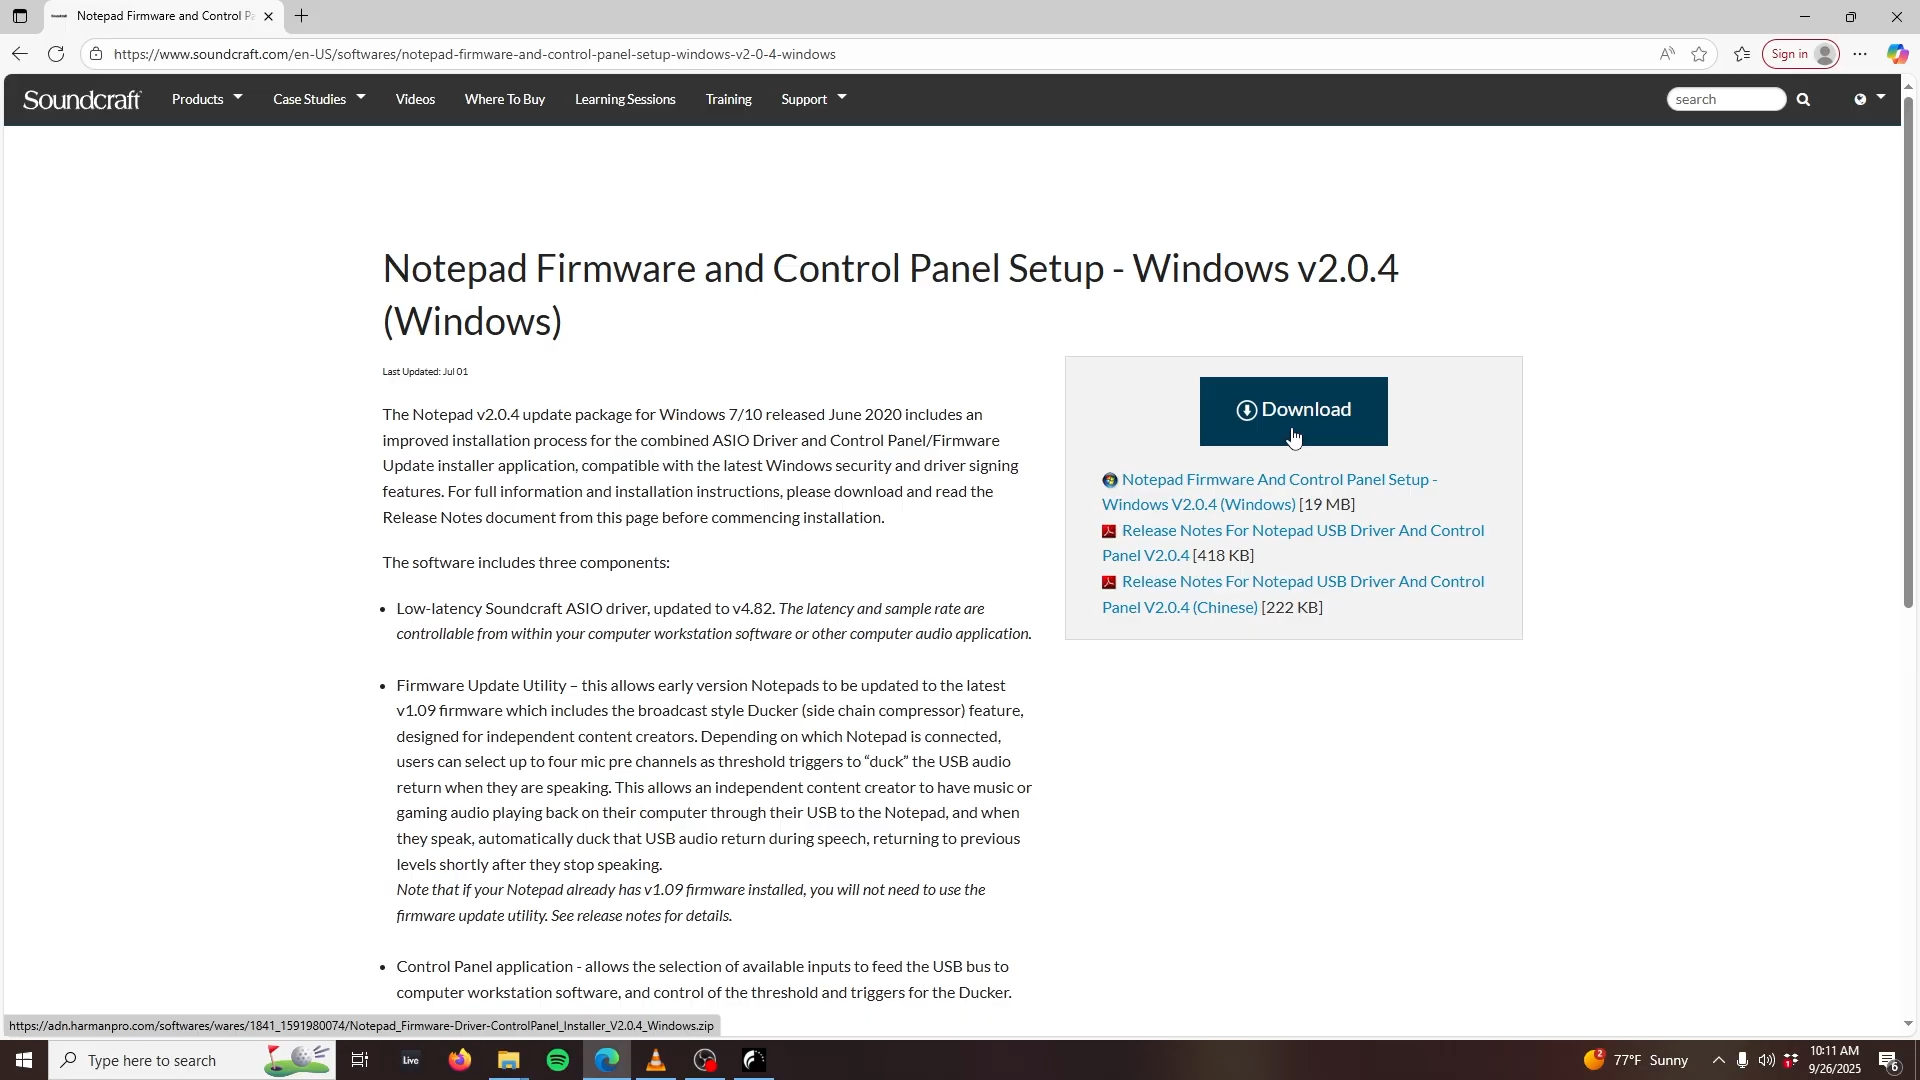 Notepad Firmware and Control Pa
https://www.soundcraft.com/en-US/softwares/notepad-firmware-and-control-panel-setup-windows-v2-0-4-windows
Sign in
Soundcraft
Products
Case Studies
Videos
Where To Buy
Learning Sessions
Training
Support
search
Notepad Firmware and Control Panel Setup - Windows v2.0.4
(Windows)
Last Updated: Jul 01
The Notepad v2.0.4 update package for Windows 7/10 released June 2020 includes an
improved installation process for the combined ASIO Driver and Control Panel/Firmware
Update installer application, compatible with the latest Windows security and driver signing
features. For full information and installation instructions, please download and read the
Release Notes document from this page before commencing installation.
The software includes three components:
• Low-latency Soundcraft ASIO driver, updated to v4.82. The latency and sample rate are
controllable from within your computer workstation software or other computer audio application.
• Firmware Update Utility – this allows early version Notepads to be updated to the latest
v1.09 firmware which includes the broadcast style Ducker (side chain compressor) feature,
designed for independent content creators. Depending on which Notepad is connected,
users can select up to four mic pre channels as threshold triggers to “duck” the USB audio
return when they are speaking. This allows an independent content creator to have music or
gaming audio playing back on their computer through their USB to the Notepad, and when
they speak, automatically duck that USB audio return during speech, returning to previous
levels shortly after they stop speaking.
Note that if your Notepad already has v1.09 firmware installed, you will not need to use the
firmware update utility. See release notes for details.
• Control Panel application - allows the selection of available inputs to feed the USB bus to
computer workstation software, and control of the threshold and triggers for the Ducker.
Download
Notepad Firmware And Control Panel Setup -
Windows V2.0.4 (Windows) [19 MB]
Release Notes For Notepad USB Driver And Control
Panel V2.0.4 [418 KB]
Release Notes For Notepad USB Driver And Control
Panel V2.0.4 (Chinese) [222 KB]
https://adn.harmanpro.com/softwares/wares/1841_1591980074/Notepad_Firmware-Driver-ControlPanel_Installer_V2.0.4_Windows.zip
Type here to search
Live
2
77°F Sunny
1
10:11 AM
9/26/2025
6